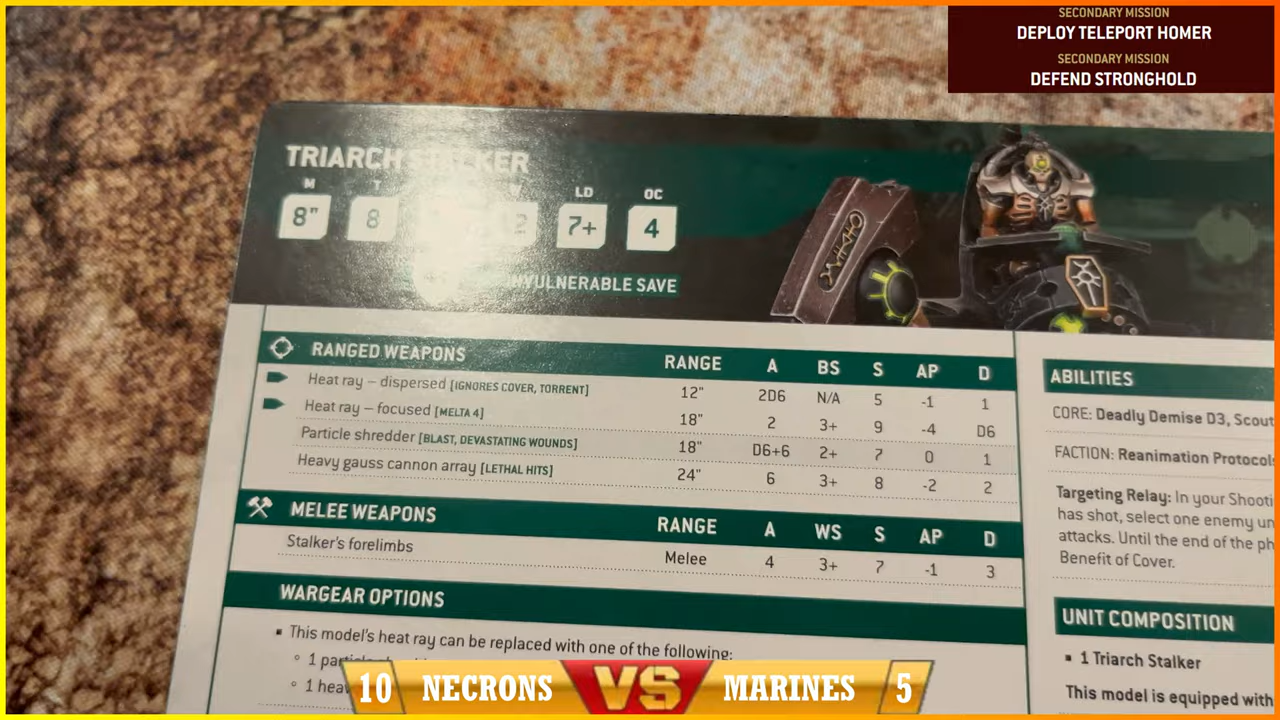 SECONDARY MISSION
DEPLOY TELEPORT HOMER
SECONDARY MISSION
DEFEND STRONGHOLD
TRIARCH STALKER
M T LD OC
8" 8 7+ 4
INVULNERABLE SAVE
RANGED WEAPONS RANGE A BS S AP D
Heat ray – dispersed [IGNORES COVER, TORRENT] 12" 2D6 N/A 5 -1 1
Heat ray – focused [MELTA 4] 18" 2 3+ 9 -4 D6
Particle shredder [BLAST, DEVASTATING WOUNDS] 18" D6+6 2+ 7 0 1
Heavy gauss cannon array [LETHAL HITS] 24" 6 3+ 8 -2 2
MELEE WEAPONS RANGE A WS S AP D
Stalker's forelimbs Melee 4 3+ 7 -1 3
WARGEAR OPTIONS
▪ This model's heat ray can be replaced with one of the following:
◦ 1
◦ 1
ABILITIES
CORE: Deadly Demise D3,
FACTION: Reanimation
Targeting Relay: In your
has shot, select one enemy
attacks. Until the end of the
Benefit of Cover.
UNIT COMPOSITION
▪ 1 Triarch Stalker
This model is equipped with
10 NECRONS VS MARINES 5